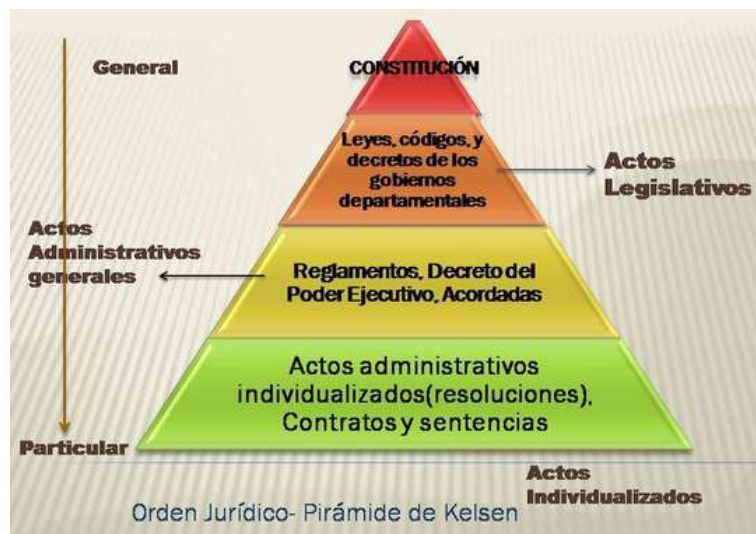 General
CONSTITUCIÓN
Leyes, códigos, y
decretos de los
gobiernos
departamentales
Actos
Legislativos
Actos
Administrativos
generales
Reglamentos, Decreto del
Poder Ejecutivo, Acordadas
Actos administrativos
individualizados(resoluciones),
Contratos y sentencias
Particular
Actos
Individualizados
Orden Jurídico- Pirámide de Kelsen